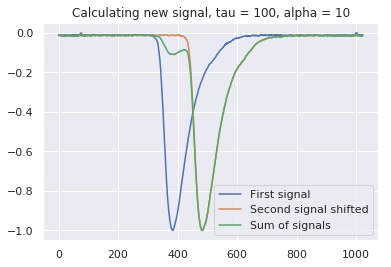 Calculating new signal, tau = 100, alpha = 10
0.0
−0.2
−0.4
−0.6
−0.8
−1.0
0 200 400 600 800 1000
First signal
Second signal shifted
Sum of signals